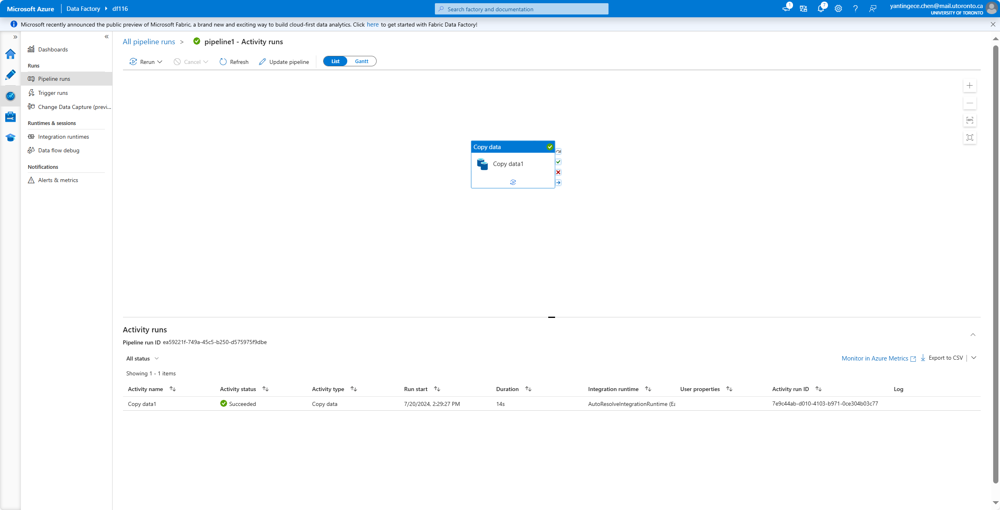 Microsoft Azure Data Factory df116
Search factory and documentation
1
7
yantingece.chen@mail.utoronto.ca
UNIVERSITY OF TORONTO
Microsoft recently announced the public preview of Microsoft Fabric, a brand new and exciting way to build cloud-first data analytics. Click here to get started with Fabric Data Factory!
Dashboards
Runs
Pipeline runs
Trigger runs
Change Data Capture (previ...
Runtimes & sessions
Integration runtimes
Data flow debug
Notifications
Alerts & metrics
All pipeline runs > pipeline1 - Activity runs
Rerun Cancel Refresh Update pipeline List Gantt
100%
Copy data
Copy data1
Activity runs
Pipeline run ID ea59221f-749a-45c5-b250-d575975f9dbe
All status
Monitor in Azure Metrics Export to CSV
Showing 1 - 1 items
Activity name Activity status Activity type Run start Duration Integration runtime User properties Activity run ID Log
Copy data1 Succeeded Copy data 7/20/2024, 2:29:27 PM 14s AutoResolveIntegrationRuntime (Ea 7e9c44ab-d010-4103-b971-0ce304b03c77